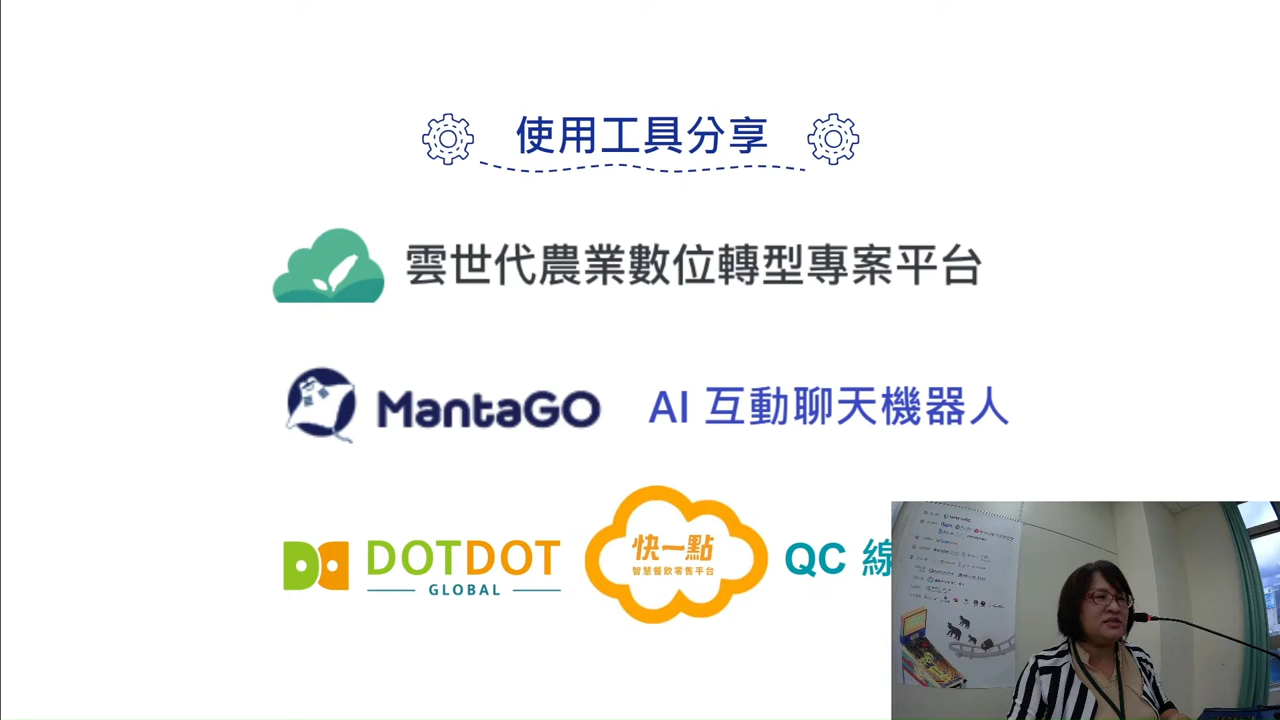 使用工具分享
雲世代農業數位轉型專案平台
MantaGO AI 互動聊天機器人
DOTDOT
GLOBAL
快一點
智慧餐飲零售平台
QC 線